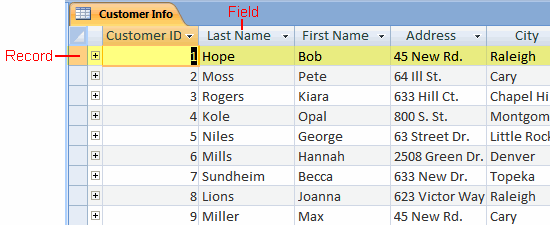 Customer Info
Field
Customer ID Last Name First Name Address City
Record
1 Hope Bob 45 New Rd. Raleigh
2 Moss Pete 64 Ill St. Cary
3 Rogers Kiara 633 Hill Ct. Chapel Hi
4 Kole Opal 800 S. St. Montgom
5 Niles George 63 Street Dr. Little Rock
6 Mills Hannah 2508 Green Dr. Denver
7 Sundheim Becca 633 New Dr. Topeka
8 Lions Joanna 623 Victor Way Raleigh
9 Miller Max 45 New Rd. Cary